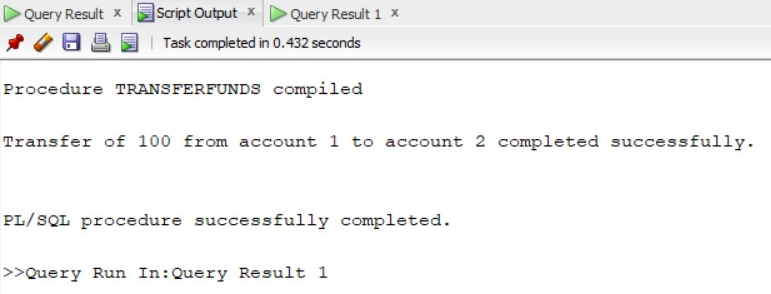 Query Result x Script Output x Query Result 1 x
Task completed in 0.432 seconds
Procedure TRANSFERFUNDS compiled
Transfer of 100 from account 1 to account 2 completed successfully.
PL/SQL procedure successfully completed.
>>Query Run In:Query Result 1